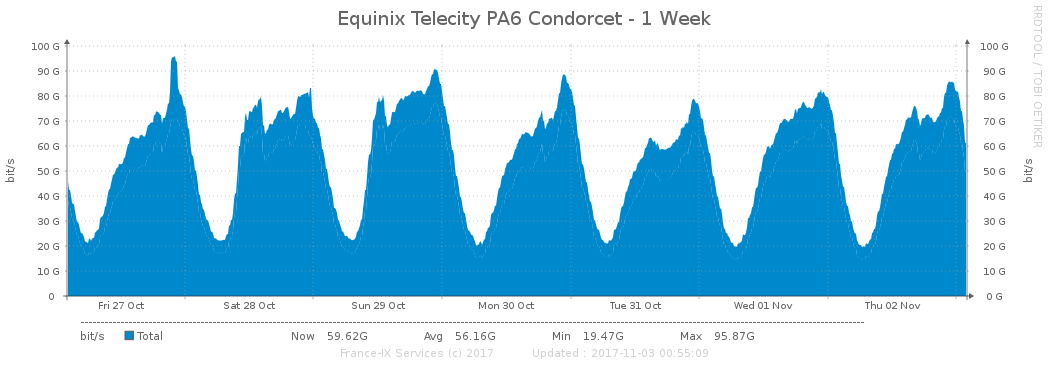 Equinix Telecity PA6 Condorcet - 1 Week
RRDTOOL / TOBI OETIKER
bit/s
100 G
90 G
80 G
70 G
60 G
50 G
40 G
30 G
20 G
10 G
0
100 G
90 G
80 G
70 G
60 G
50 G
40 G
30 G
20 G
10 G
0 G
bit/s
Fri 27 Oct Sat 28 Oct Sun 29 Oct Mon 30 Oct Tue 31 Oct Wed 01 Nov Thu 02 Nov
bit/s Total Now 59.62G Avg 56.16G Min 19.47G Max 95.87G
France-IX Services (c) 2017 Updated : 2017-11-03 00:55:09